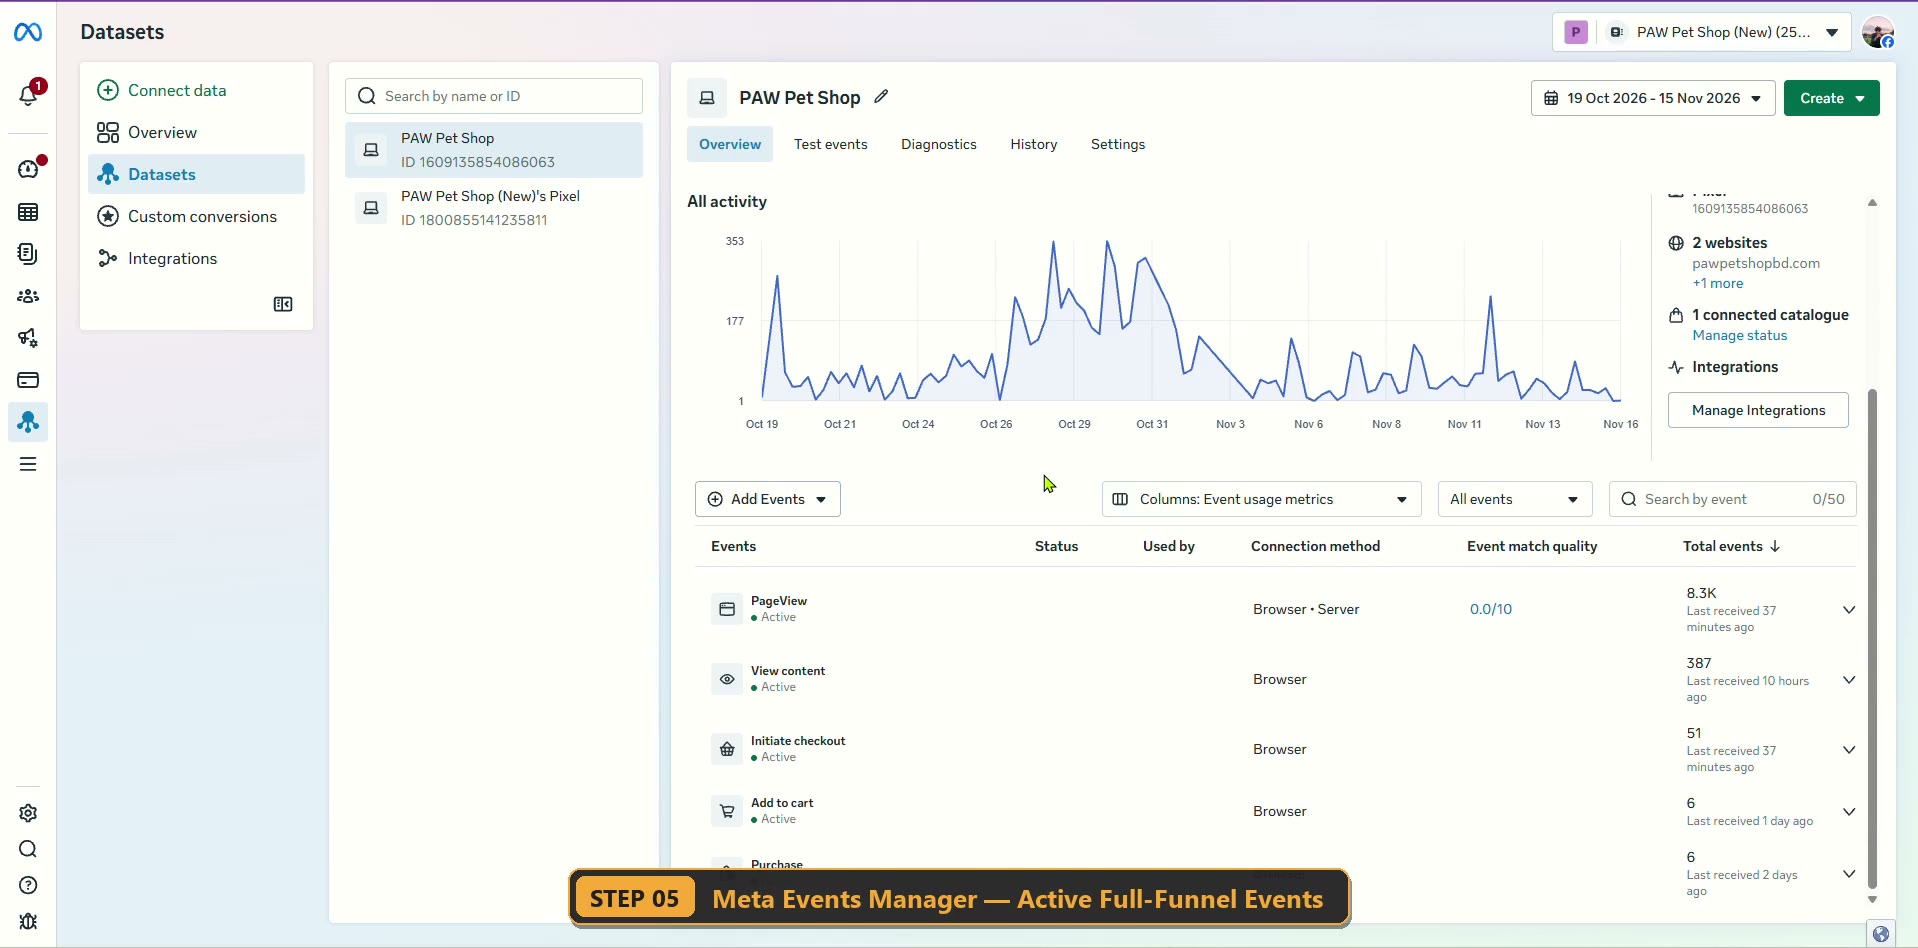 Datasets
P
PAW Pet Shop (New) (25...
1
Connect data
Overview
Datasets
Custom conversions
Integrations
Search by name or ID
PAW Pet Shop
ID 1609135854086063
PAW Pet Shop (New)'s Pixel
ID 1800855141235811
PAW Pet Shop
19 Oct 2026 - 15 Nov 2026
Create
Overview
Test events
Diagnostics
History
Settings
All activity
353
177
1
Oct 19
Oct 21
Oct 24
Oct 26
Oct 29
Oct 31
Nov 3
Nov 6
Nov 8
Nov 11
Nov 13
Nov 16
1609135854086063
2 websites
pawpetshopbd.com
+1 more
1 connected catalogue
Manage status
Integrations
Manage Integrations
Add Events
Columns: Event usage metrics
All events
Search by event
0/50
Events Status Used by Connection method Event match quality Total events
PageView
Active
Browser • Server
0.0/10
8.3K
Last received 37
minutes ago
View content
Active
Browser
387
Last received 10 hours
ago
Initiate checkout
Active
Browser
51
Last received 37
minutes ago
Add to cart
Active
Browser
6
Last received 1 day ago
Purchase
6
Last received 2 days
ago
STEP 05 Meta Events Manager — Active Full-Funnel Events